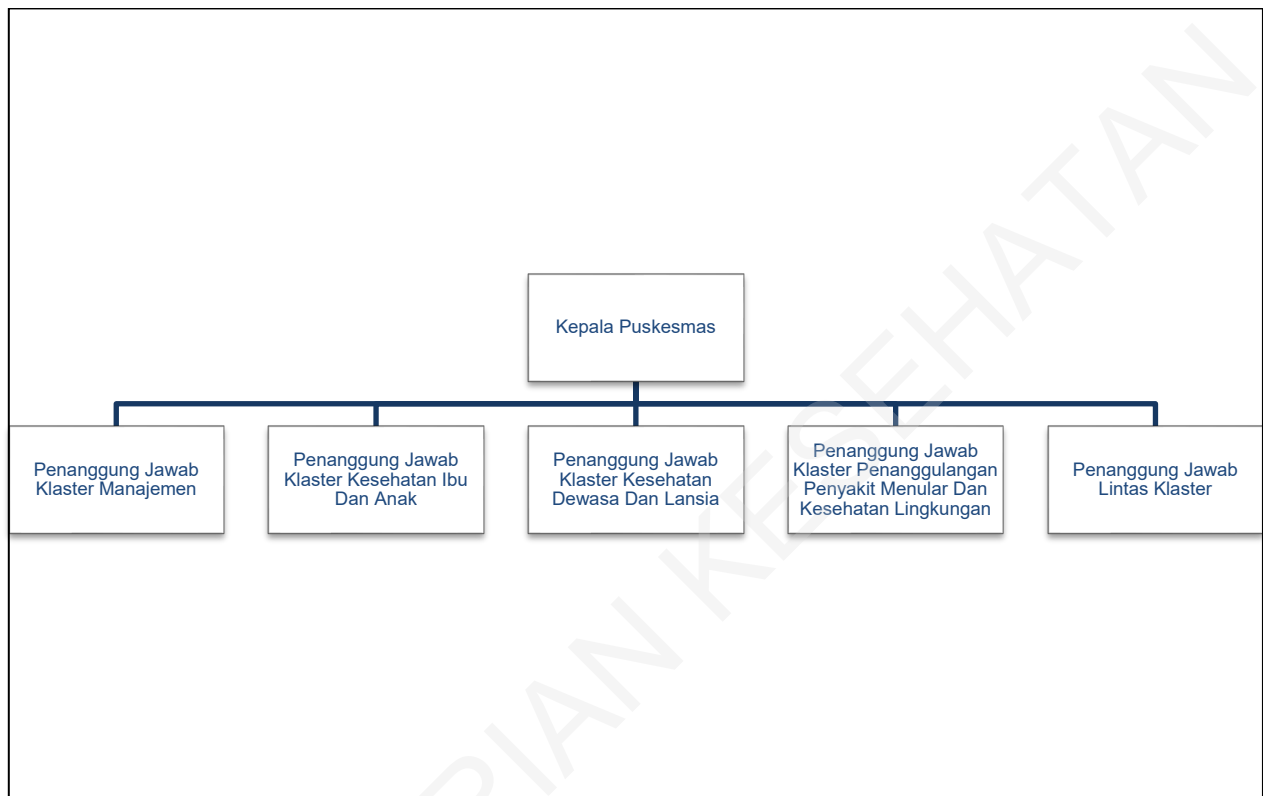 Kepala Puskesmas
Penanggung Jawab
Klaster Manajemen
Penanggung Jawab
Klaster Kesehatan Ibu
Dan Anak
Penanggung Jawab
Klaster Kesehatan
Dewasa Dan Lansia
Penanggung Jawab
Klaster Penanggulangan
Penyakit Menular Dan
Kesehatan Lingkungan
Penanggung Jawab
Lintas Klaster
RIAN KESEHATAN